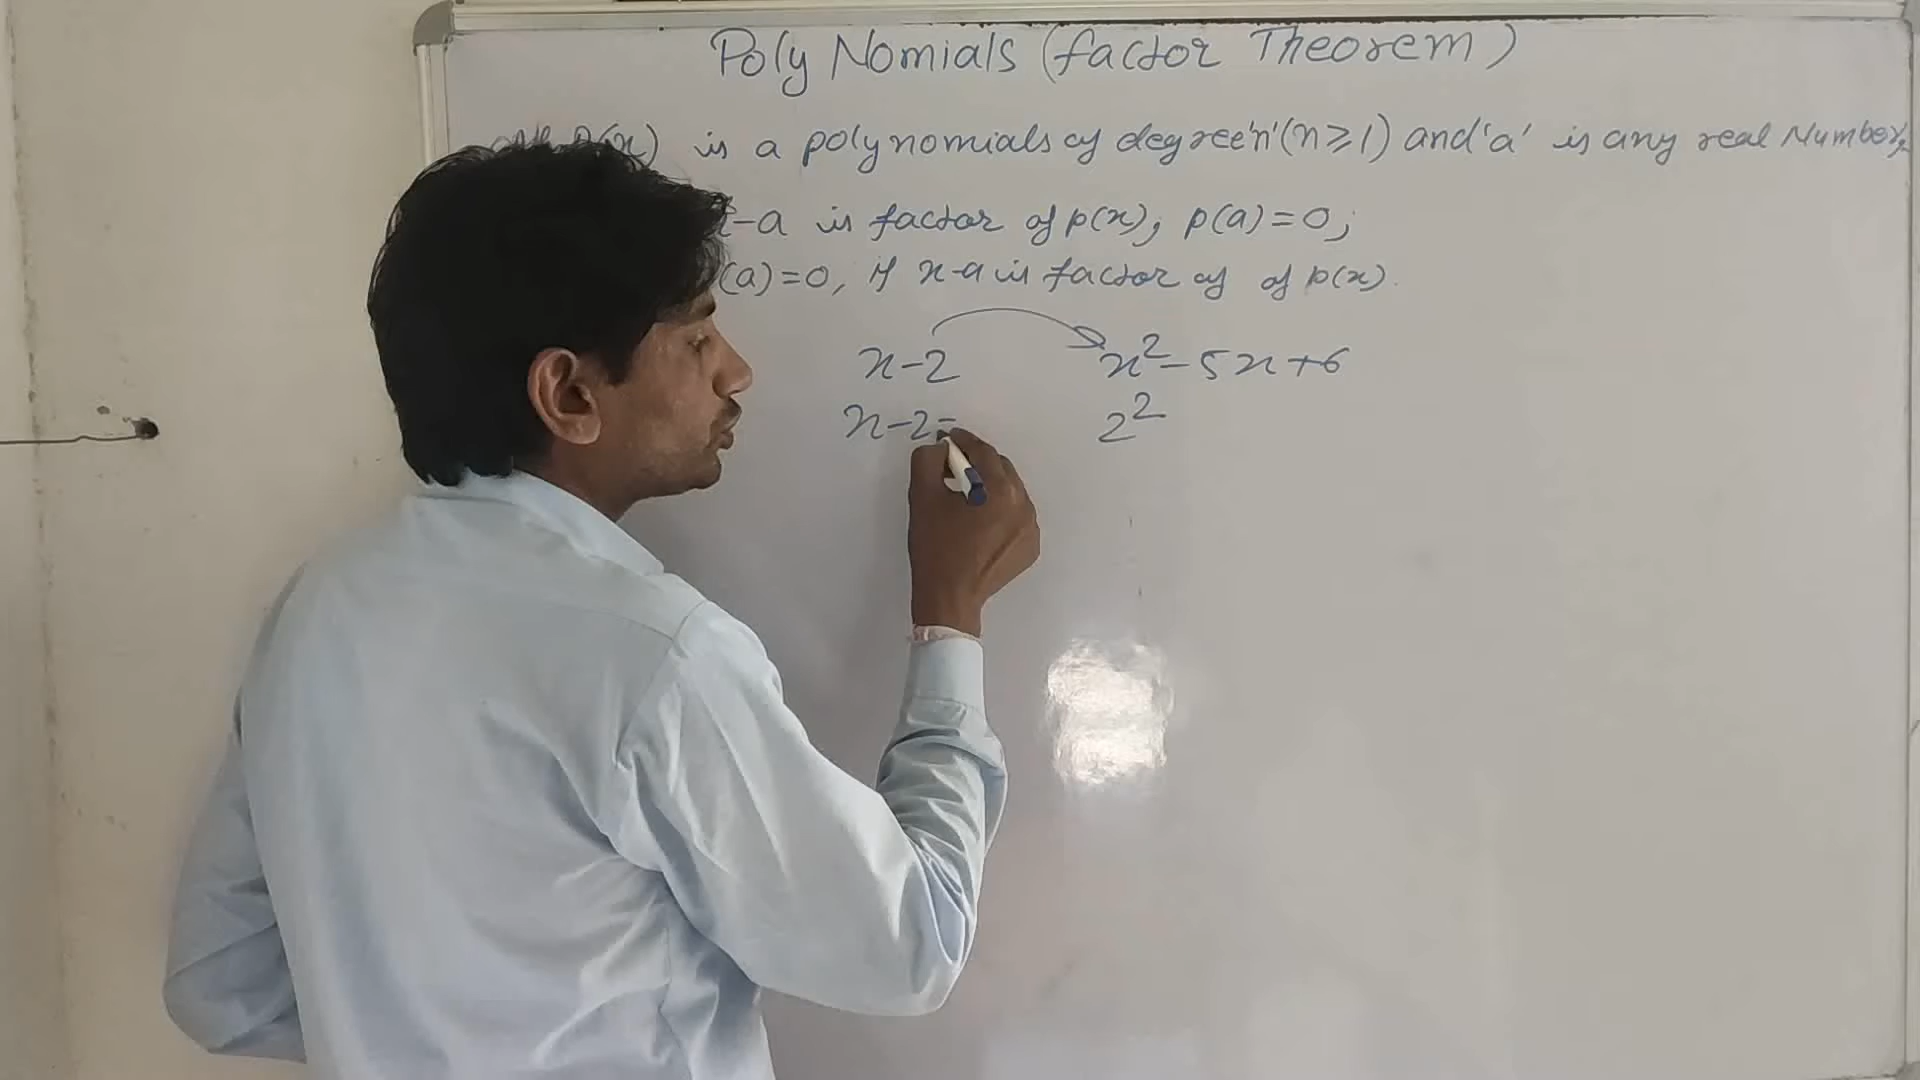 Poly Nomials (factor Theorem)
P(x) is a polynomials of degree 'n' (n ≥ 1) and 'a' is any real Number,
x-a is factor of p(x), p(a)=0;
(a)=0, if x-a is factor of of p(x).
x-2 x²-5x+6
x-2= 2²